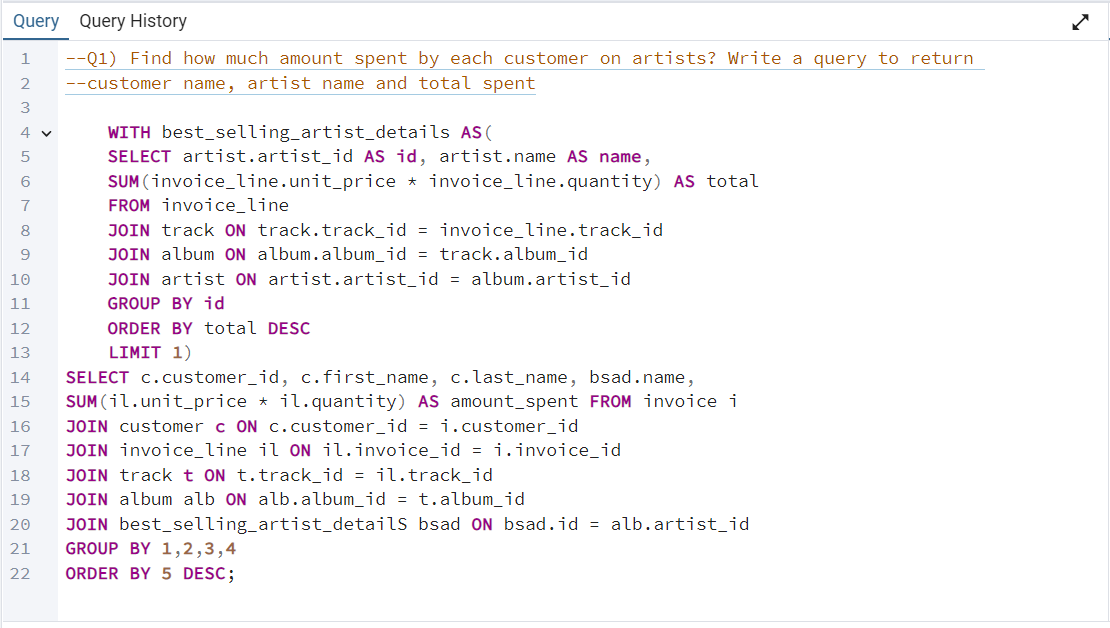 Query Query History
1 --Q1) Find how much amount spent by each customer on artists? Write a query to return
2 --customer name, artist name and total spent
3
4 WITH best_selling_artist_details AS(
5 SELECT artist.artist_id AS id, artist.name AS name,
6 SUM(invoice_line.unit_price * invoice_line.quantity) AS total
7 FROM invoice_line
8 JOIN track ON track.track_id = invoice_line.track_id
9 JOIN album ON album.album_id = track.album_id
10 JOIN artist ON artist.artist_id = album.artist_id
11 GROUP BY id
12 ORDER BY total DESC
13 LIMIT 1)
14 SELECT c.customer_id, c.first_name, c.last_name, bsad.name,
15 SUM(il.unit_price * il.quantity) AS amount_spent FROM invoice i
16 JOIN customer c ON c.customer_id = i.customer_id
17 JOIN invoice_line il ON il.invoice_id = i.invoice_id
18 JOIN track t ON t.track_id = il.track_id
19 JOIN album alb ON alb.album_id = t.album_id
20 JOIN best_selling_artist_detailS bsad ON bsad.id = alb.artist_id
21 GROUP BY 1,2,3,4
22 ORDER BY 5 DESC;